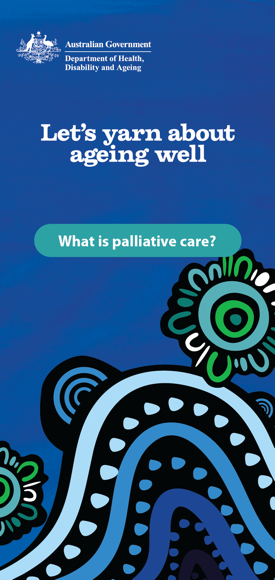 Australian Government
Department of Health,
Disability and Ageing
Let's yarn about
ageing well
What is palliative care?